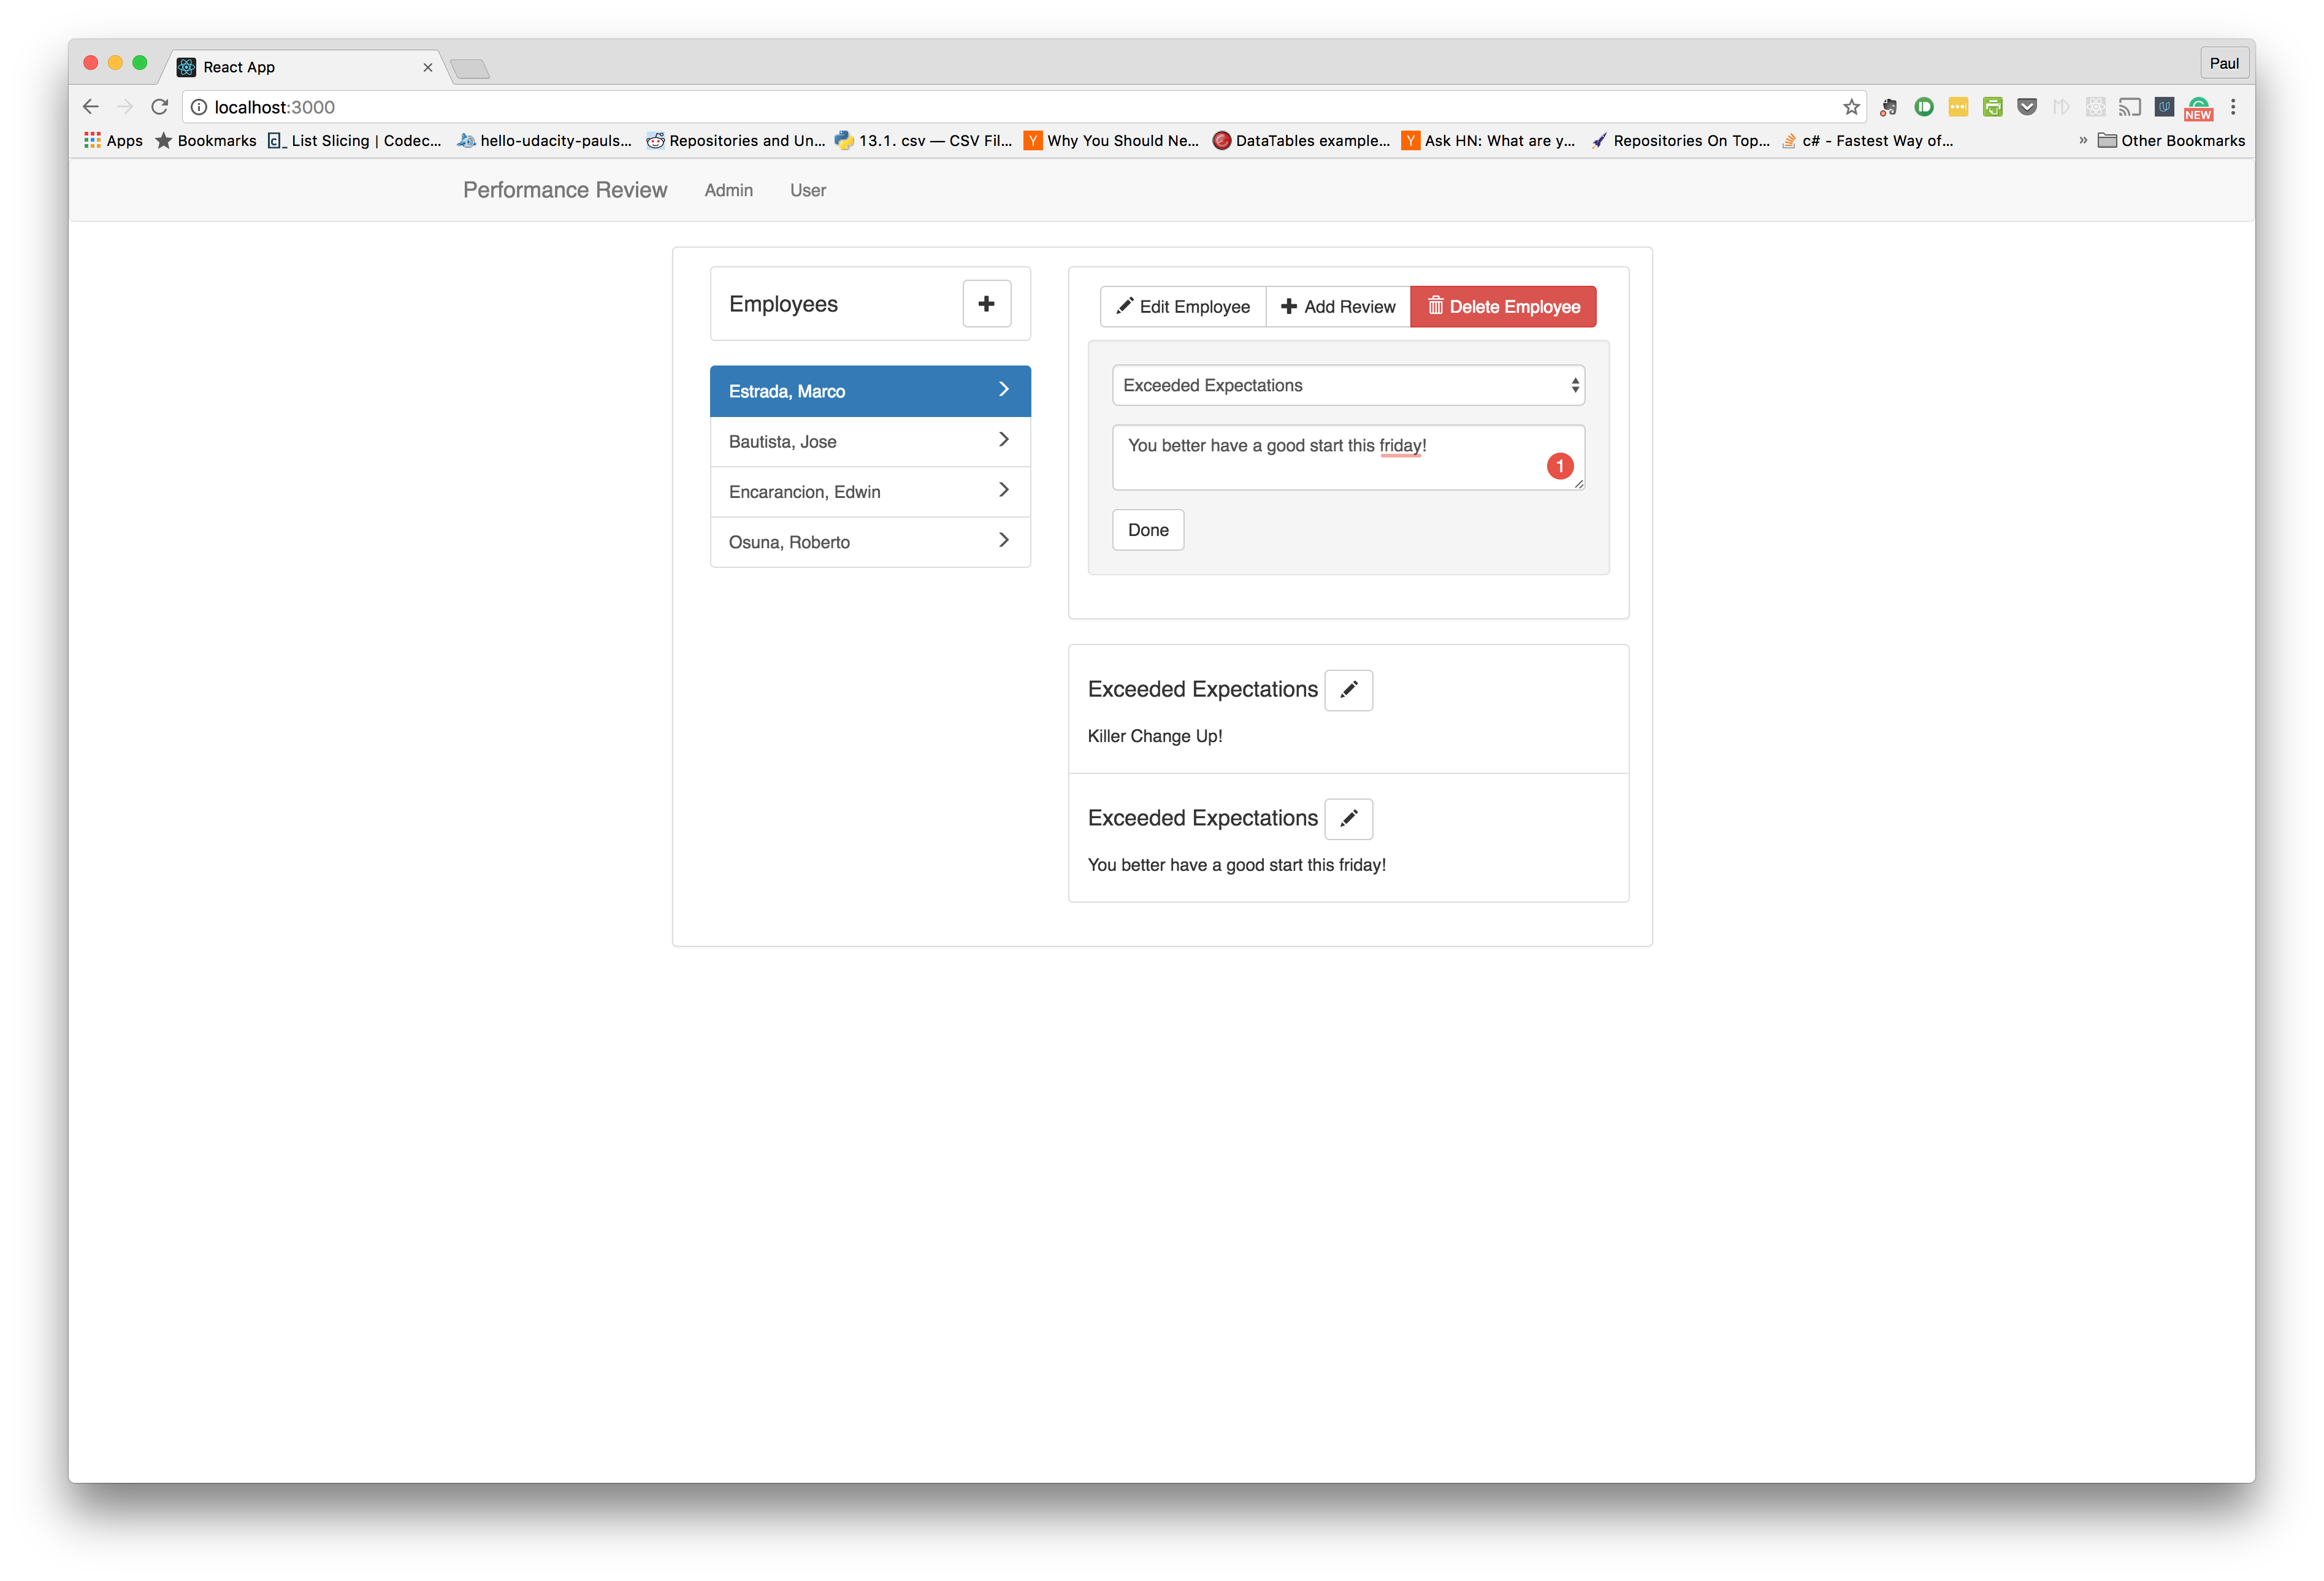 React App
Paul
localhost:3000
NEW
Apps Bookmarks List Slicing | Codec... hello-udacity-pauls... Repositories and Un... 13.1. csv — CSV Fil... Why You Should Ne... DataTables example... Ask HN: What are y... Repositories On Top... c# - Fastest Way of... » Other Bookmarks
Performance Review Admin User
Employees
Estrada, Marco
Bautista, Jose
Encarancion, Edwin
Osuna, Roberto
Edit Employee Add Review Delete Employee
Exceeded Expectations
You better have a good start this friday!
1
Done
Exceeded Expectations
Killer Change Up!
Exceeded Expectations
You better have a good start this friday!